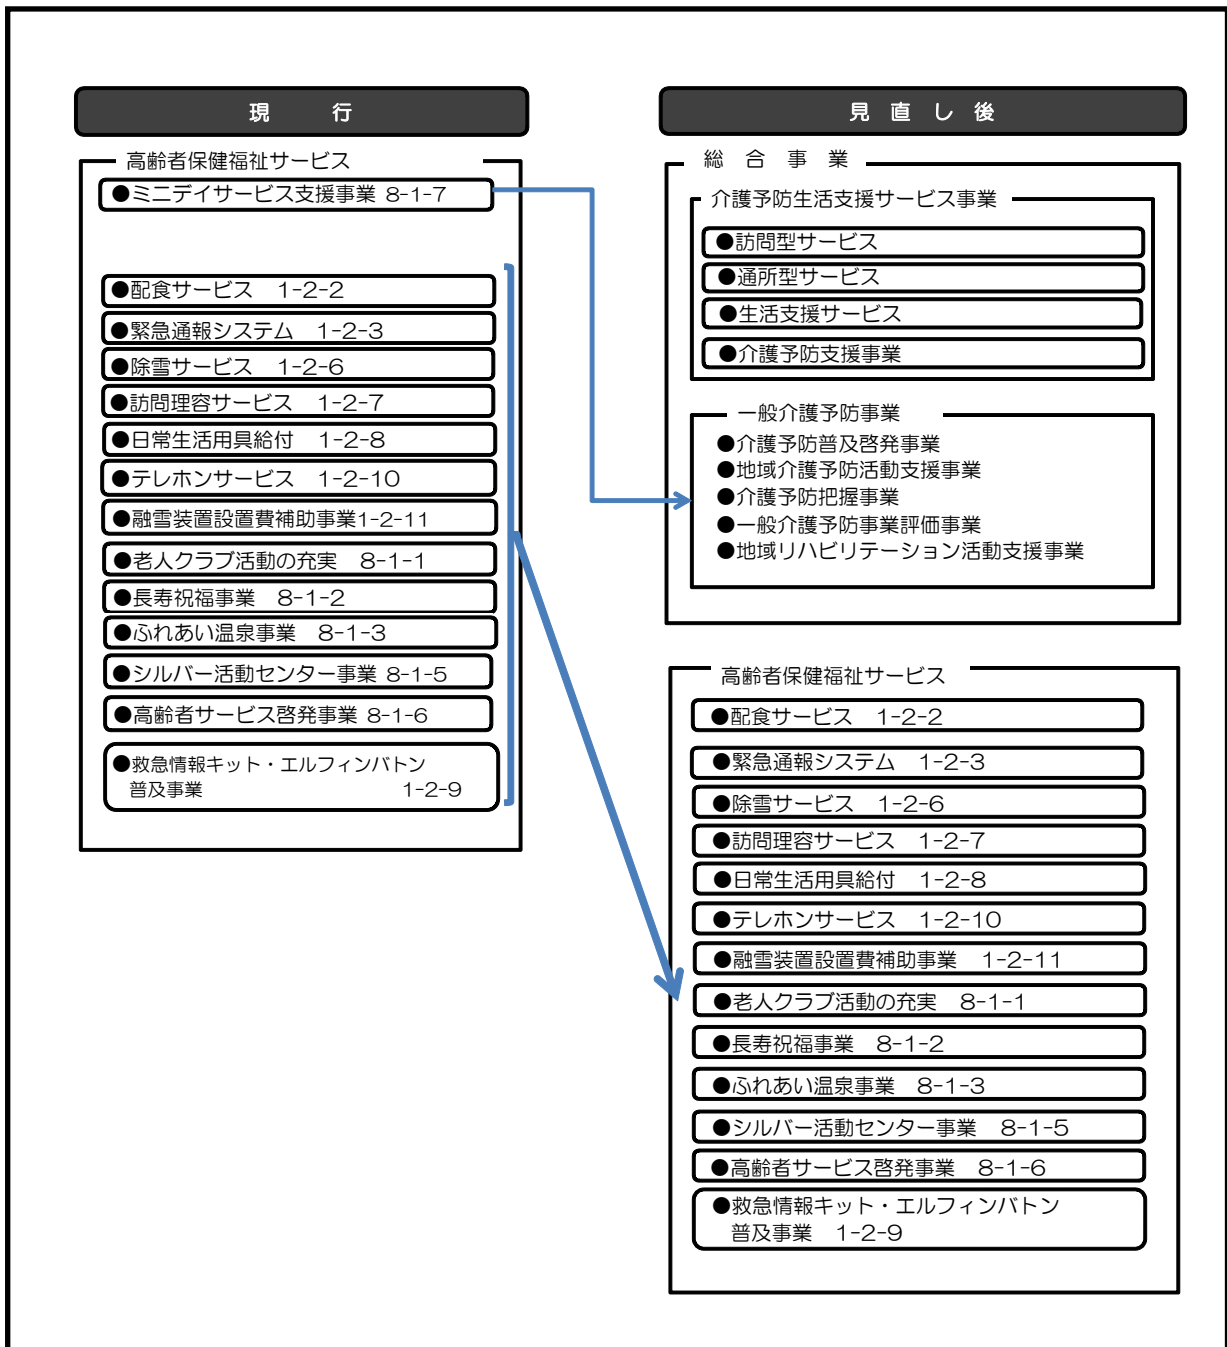 現　　行
高齢者保健福祉サービス
●ミニデイサービス支援事業 8-1-7
●配食サービス　1-2-2
●緊急通報システム　1-2-3
●除雪サービス　1-2-6
●訪問理容サービス　1-2-7
●日常生活用具給付　1-2-8
●テレホンサービス　1-2-10
●融雪装置設置費補助事業1-2-11
●老人クラブ活動の充実　8-1-1
●長寿祝福事業　8-1-2
●ふれあい温泉事業　8-1-3
●シルバー活動センター事業 8-1-5
●高齢者サービス啓発事業 8-1-6
●救急情報キット・エルフィンバトン
普及事業　1-2-9
見　直　し　後
総　合　事　業
介護予防生活支援サービス事業
●訪問型サービス
●通所型サービス
●生活支援サービス
●介護予防支援事業
一般介護予防事業
●介護予防普及啓発事業
●地域介護予防活動支援事業
●介護予防把握事業
●一般介護予防事業評価事業
●地域リハビリテーション活動支援事業
高齢者保健福祉サービス
●配食サービス　1-2-2
●緊急通報システム　1-2-3
●除雪サービス　1-2-6
●訪問理容サービス　1-2-7
●日常生活用具給付　1-2-8
●テレホンサービス　1-2-10
●融雪装置設置費補助事業　1-2-11
●老人クラブ活動の充実　8-1-1
●長寿祝福事業　8-1-2
●ふれあい温泉事業　8-1-3
●シルバー活動センター事業　8-1-5
●高齢者サービス啓発事業　8-1-6
●救急情報キット・エルフィンバトン
普及事業　1-2-9